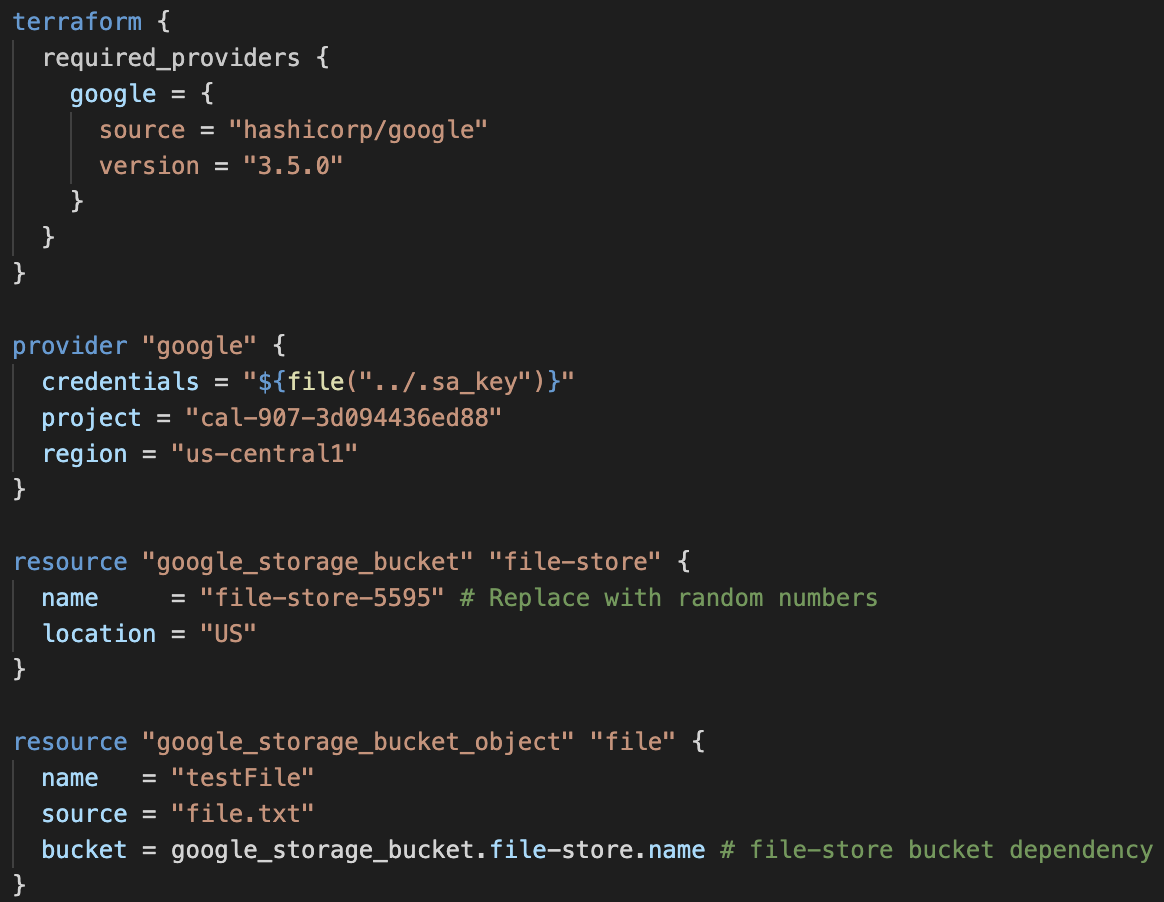 terraform {
  required_providers {
    google = {
      source = "hashicorp/google"
      version = "3.5.0"
    }
  }
}

provider "google" {
  credentials = "${file("../.sa_key")}"
  project = "cal-907-3d094436ed88"
  region = "us-central1"
}

resource "google_storage_bucket" "file-store" {
  name     = "file-store-5595" # Replace with random numbers
  location = "US"
}

resource "google_storage_bucket_object" "file" {
  name   = "testFile"
  source = "file.txt"
  bucket = google_storage_bucket.file-store.name # file-store bucket dependency
}